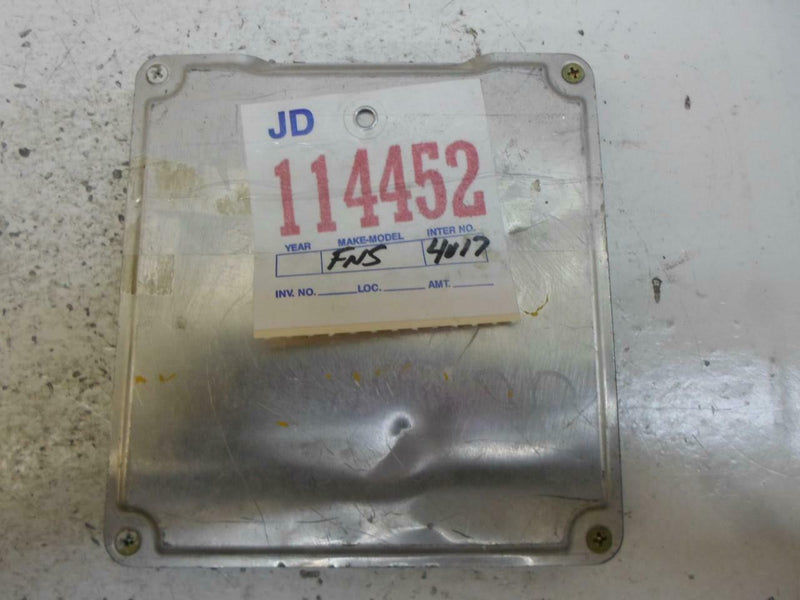 JD
114452
YEAR MAKE-MODEL INTER NO.
FNS 4017
INV. NO. LOC. AMT.